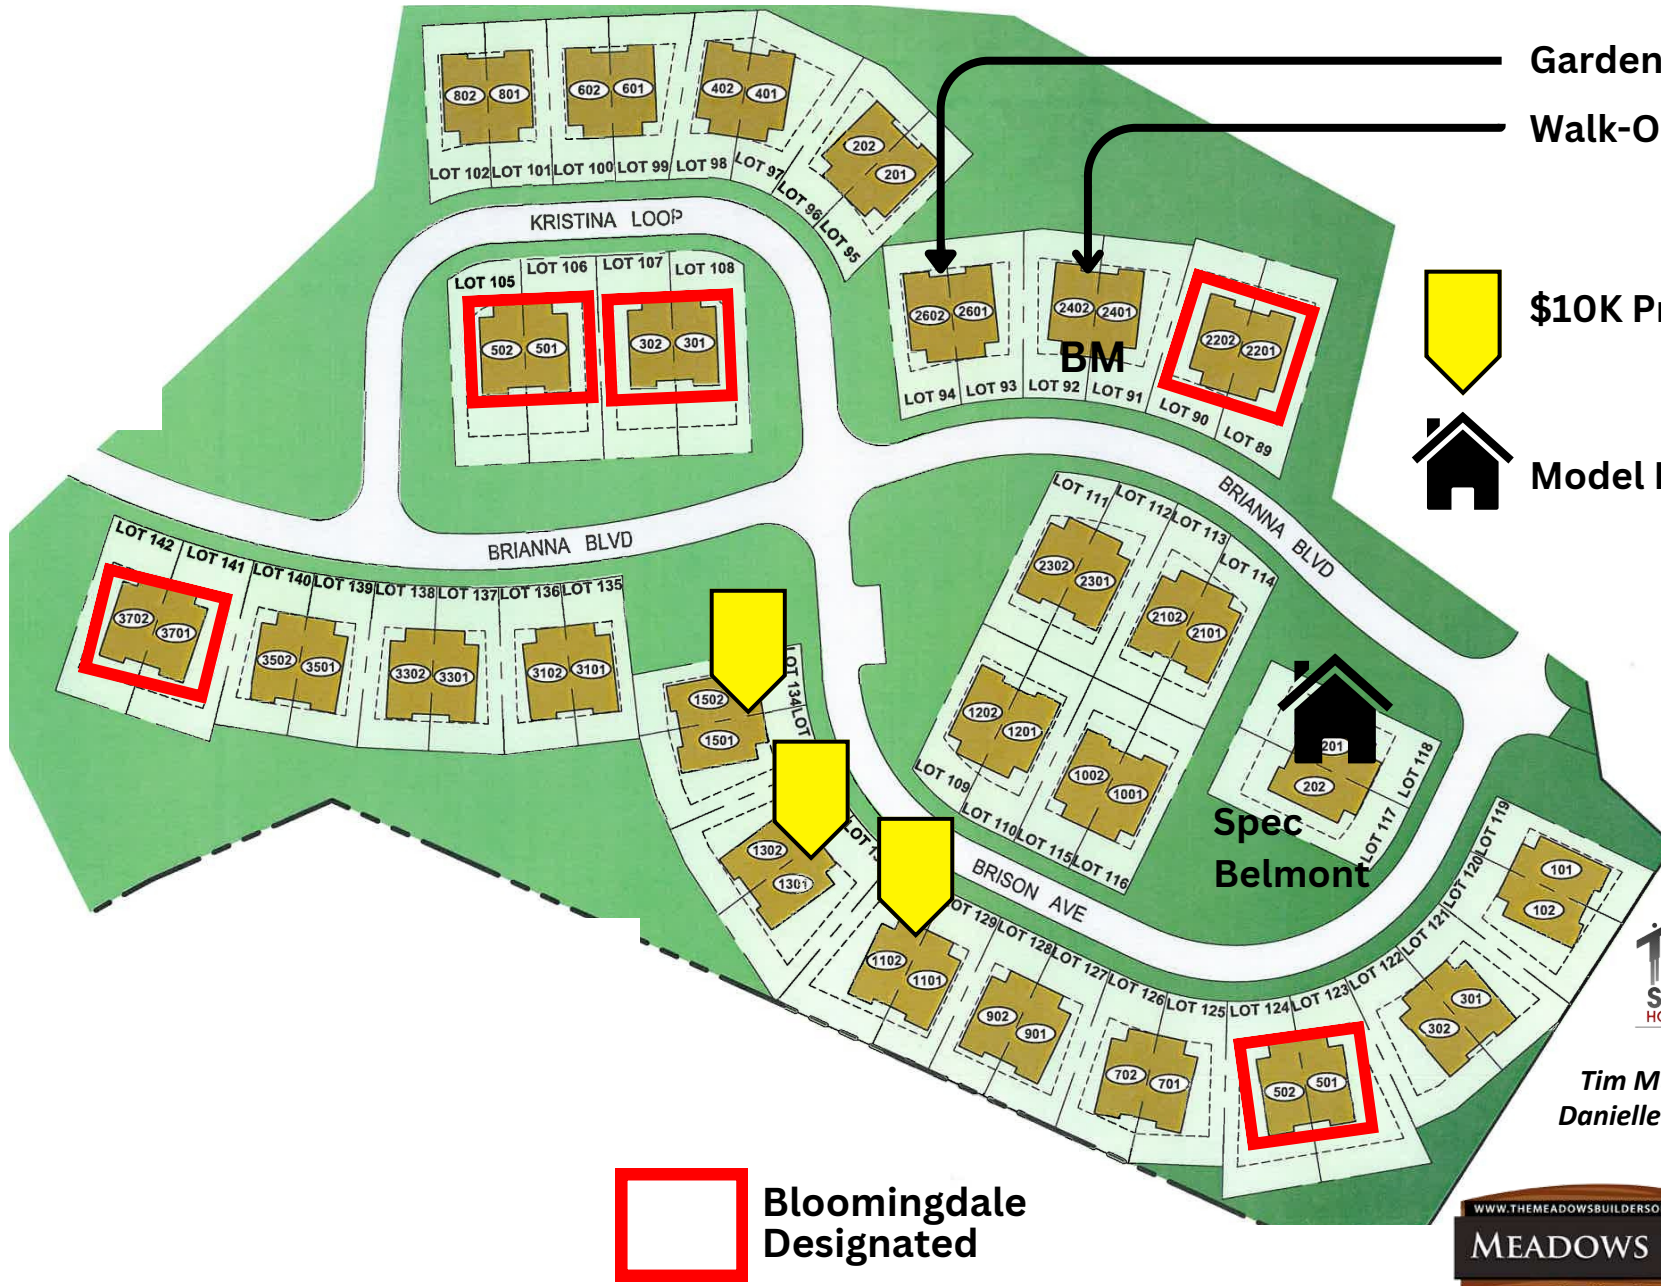 Garden
Walk-O
$10K Pr
Model
802 801
602 601
402 401
202
201
LOT 102
LOT 101
LOT 100
LOT 99
LOT 98
LOT 97
LOT 96
LOT 95
KRISTINA LOOP
LOT 105
LOT 106
LOT 107
LOT 108
502 501
302 301
2602 2601
2402 2401
2202 2201
BM
LOT 94
LOT 93
LOT 92
LOT 91
LOT 90
LOT 89
BRIANNA BLVD
BRIANNA BLVD
LOT 142
LOT 141
LOT 140
LOT 139
LOT 138
LOT 137
LOT 136
LOT 135
3702 3701
3502 3501
3302 3301
3102 3101
LOT 111
LOT 112
LOT 113
LOT 114
2302 2301
2102 2101
1202 1201
1002 1001
LOT 109
LOT 110
LOT 115
LOT 116
LOT 134
LOT
1502
1501
1302
1301
1102
1101
902
901
702 701
502 501
301
302
101
102
201
202
Spec
Belmont
LOT 118
LOT 117
LOT 119
LOT 120
LOT 121
LOT 122
LOT 123
LOT 124
LOT 125
LOT 126
LOT 127
LOT 128
LOT 129
BRISON AVE
S
HO
Tim M
Danielle
Bloomingdale
Designated
WWW.THEMEADOWSBUILDERSO
MEADOWS